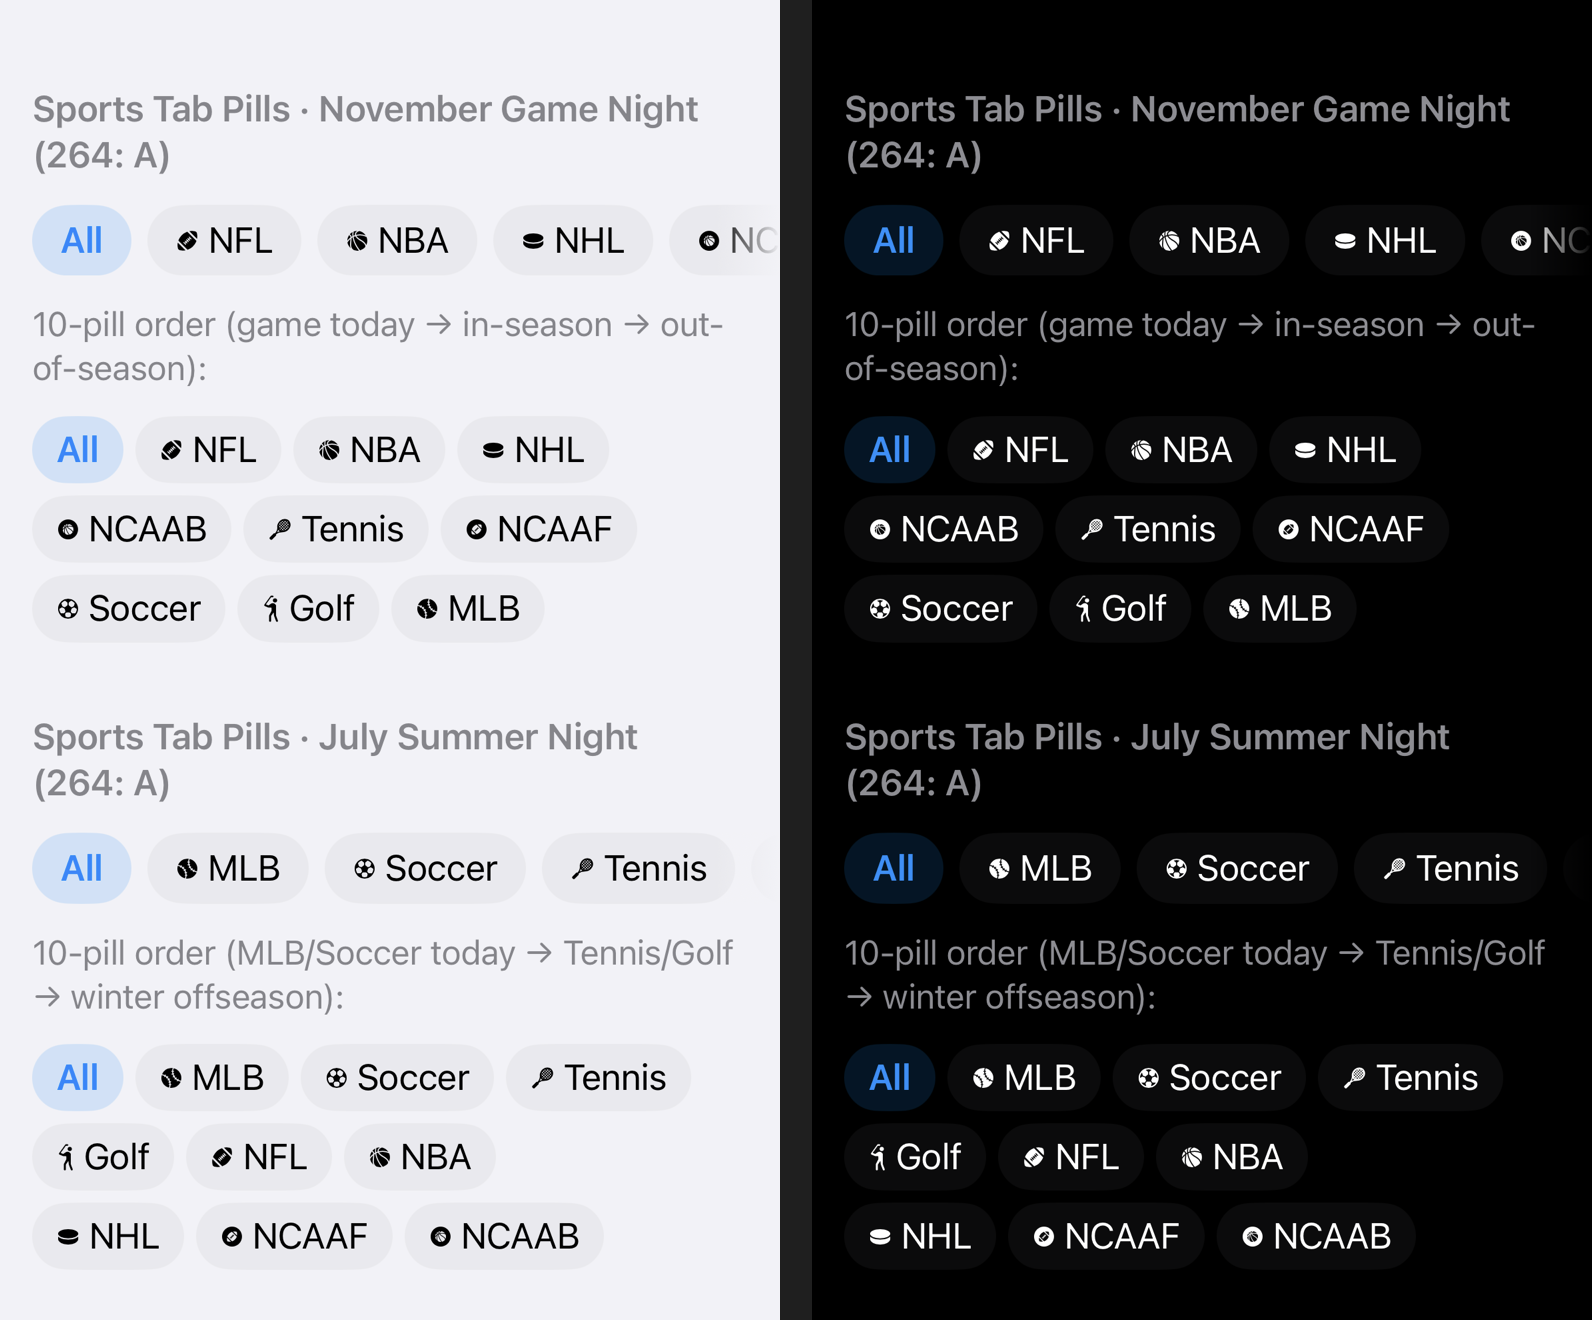 Sports Tab Pills · November Game Night
(264: A)
All NFL NBA NHL NC
10-pill order (game today → in-season → out-
of-season):
All NFL NBA NHL
NCAAB Tennis NCAAF
Soccer Golf MLB
Sports Tab Pills · July Summer Night
(264: A)
All MLB Soccer Tennis
10-pill order (MLB/Soccer today → Tennis/Golf
→ winter offseason):
All MLB Soccer Tennis
Golf NFL NBA
NHL NCAAF NCAAB
Sports Tab Pills · November Game Night
(264: A)
All NFL NBA NHL NC
10-pill order (game today → in-season → out-
of-season):
All NFL NBA NHL
NCAAB Tennis NCAAF
Soccer Golf MLB
Sports Tab Pills · July Summer Night
(264: A)
All MLB Soccer Tennis
10-pill order (MLB/Soccer today → Tennis/Golf
→ winter offseason):
All MLB Soccer Tennis
Golf NFL NBA
NHL NCAAF NCAAB